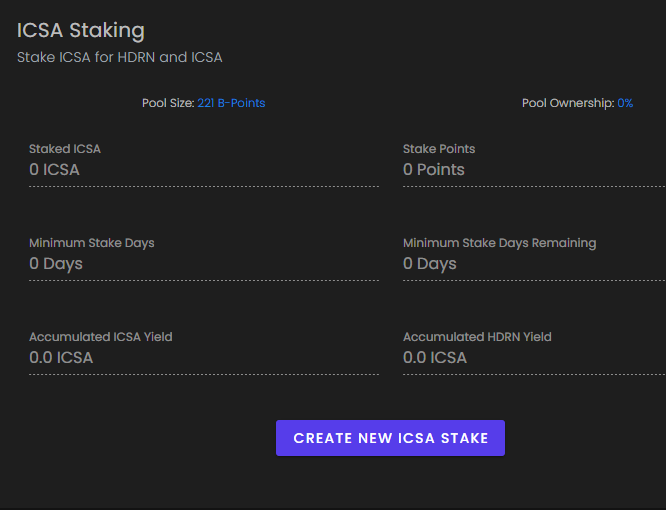 ICSA Staking
Stake ICSA for HDRN and ICSA
Pool Size: 221 B-Points Pool Ownership: 0%
Staked ICSA Stake Points
0 ICSA 0 Points
Minimum Stake Days Minimum Stake Days Remaining
0 Days 0 Days
Accumulated ICSA Yield Accumulated HDRN Yield
0.0 ICSA 0.0 ICSA
CREATE NEW ICSA STAKE